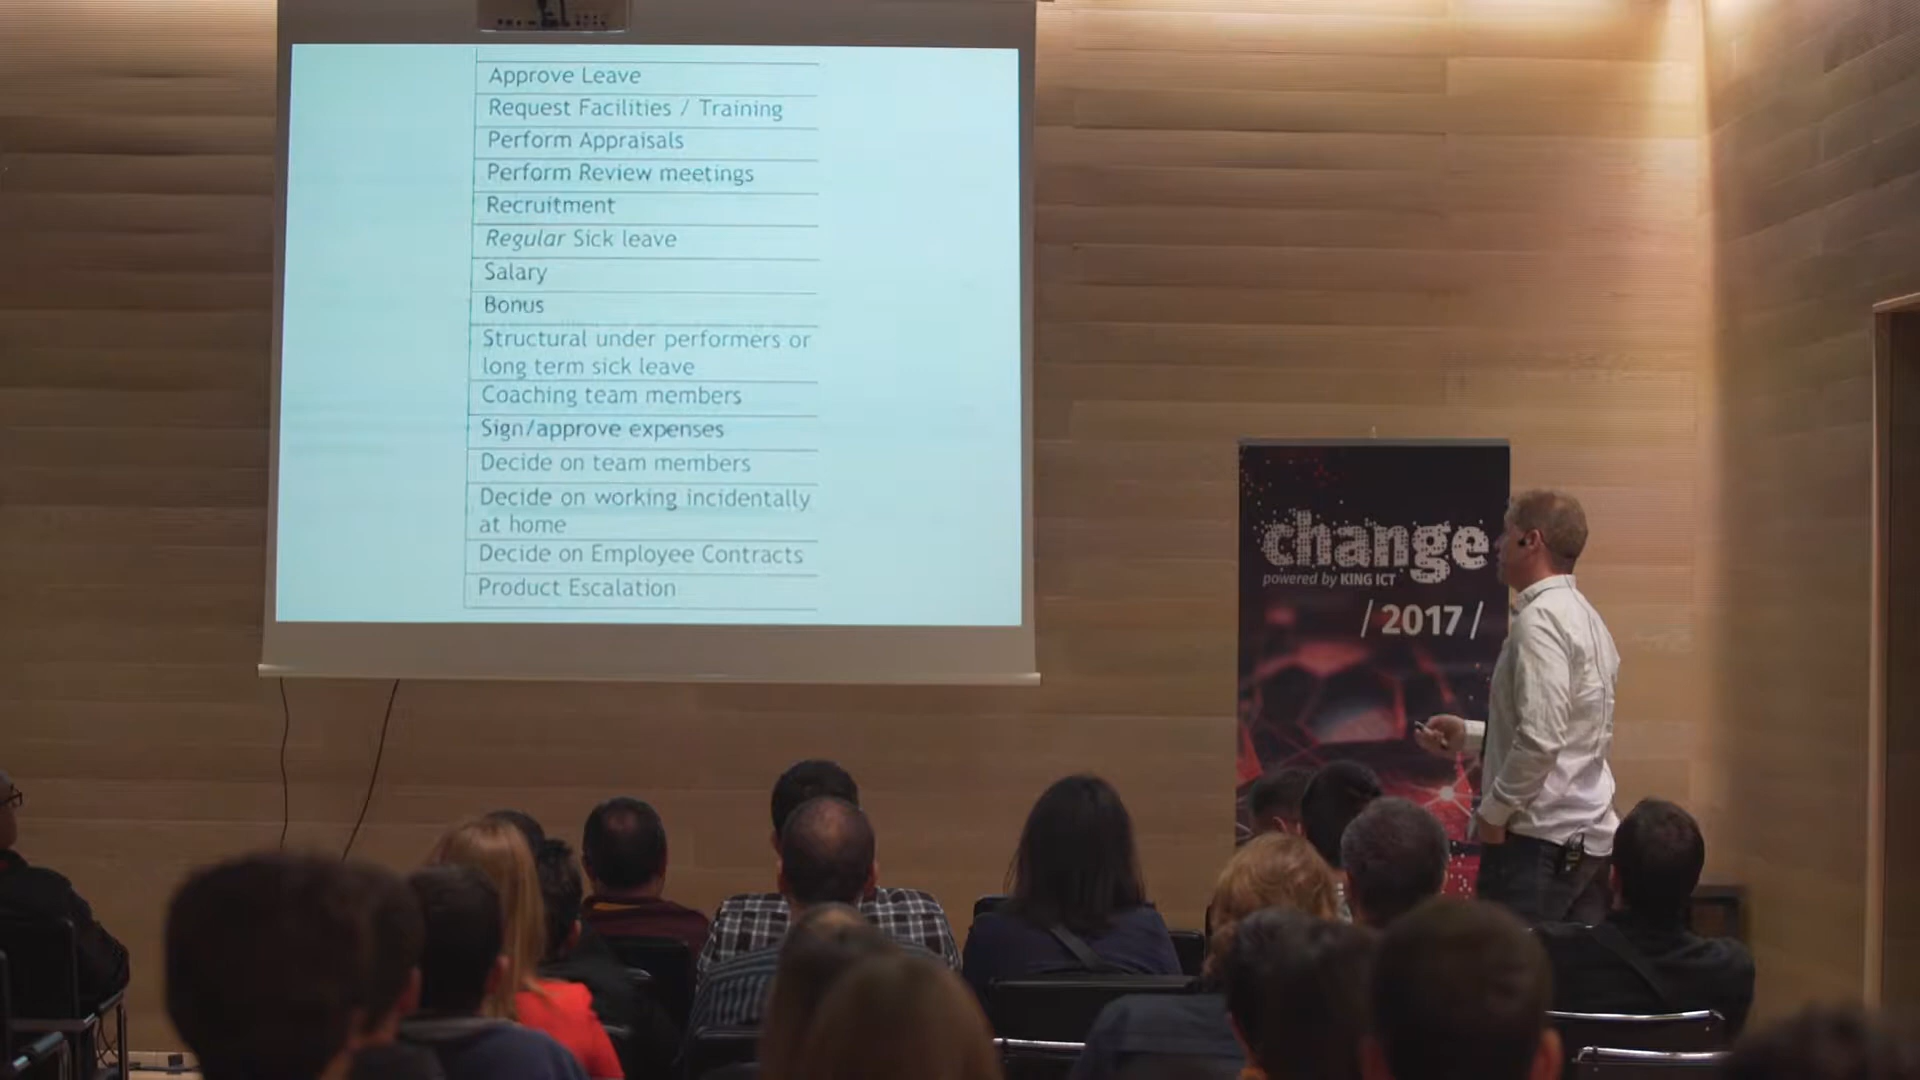 Approve Leave
Request Facilities / Training
Perform Appraisals
Perform Review meetings
Recruitment
Regular Sick leave
Salary
Bonus
Structural under performers or
long term sick leave
Coaching team members
Sign/approve expenses
Decide on team members
Decide on working incidentally
at home
Decide on Employee Contracts
Product Escalation
change
powered by KING ICT
/ 2017 /